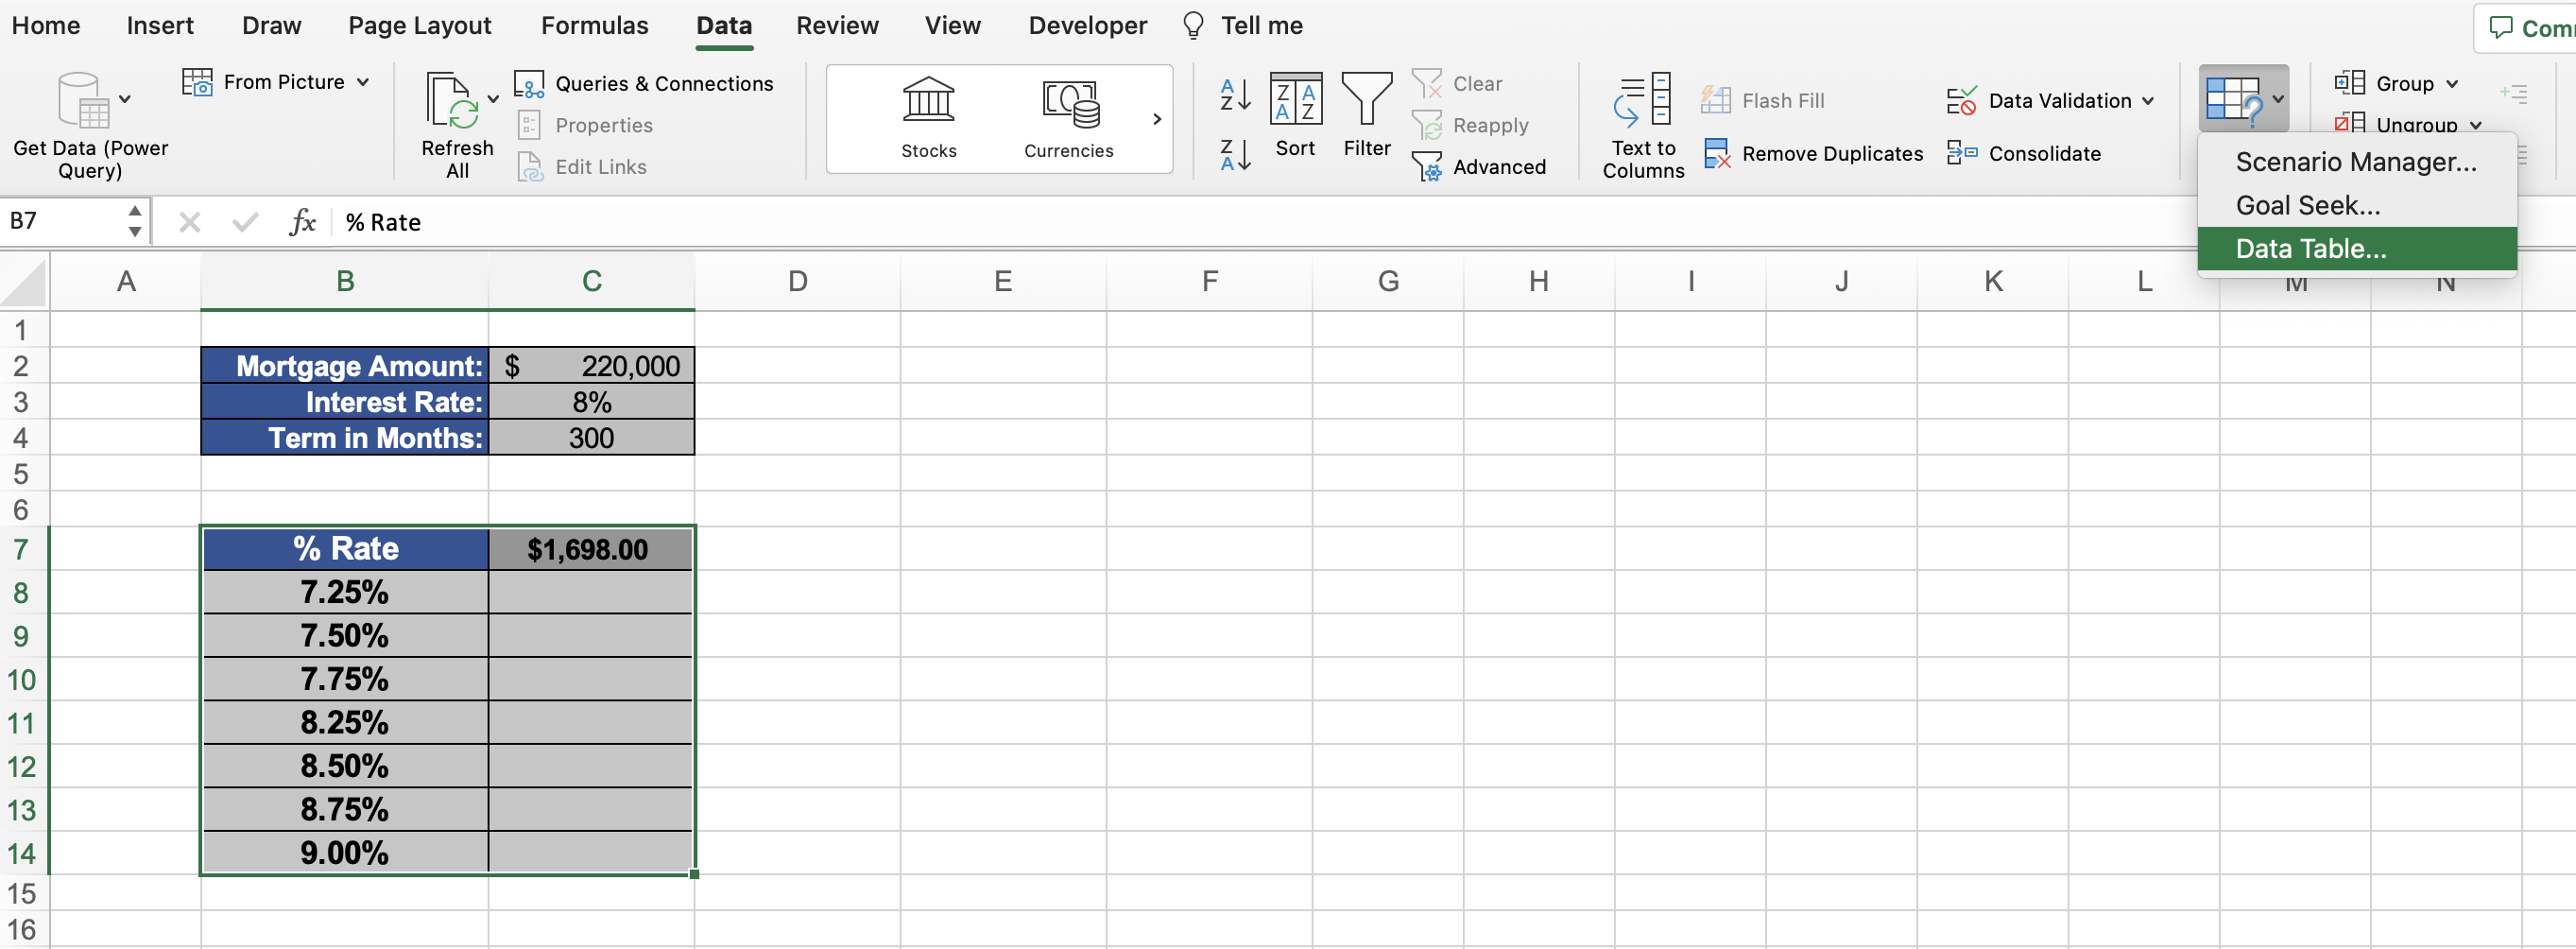 Home Insert Draw Page Layout Formulas Data Review View Developer Tell me
Get Data (Power Query)
From Picture
Refresh All
Queries & Connections
Properties
Edit Links
Stocks
Currencies
Sort
Filter
Clear
Reapply
Advanced
Text to Columns
Flash Fill
Remove Duplicates
Data Validation
Consolidate
Group
Ungroup
Scenario Manager...
Goal Seek...
Data Table...
B7 fx % Rate
A B C D E F G H I J K L M N
1
2 Mortgage Amount: $ 220,000
3 Interest Rate: 8%
4 Term in Months: 300
5
6
7 % Rate $1,698.00
8 7.25%
9 7.50%
10 7.75%
11 8.25%
12 8.50%
13 8.75%
14 9.00%
15
16